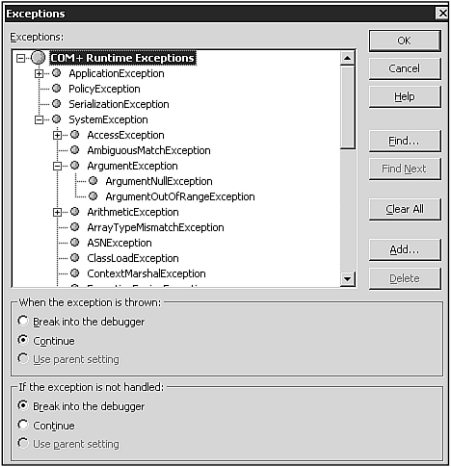 Exceptions
Exceptions:
COM+ Runtime Exceptions
ApplicationException
PolicyException
SerializationException
SystemException
AccessException
AmbiguousMatchException
ArgumentException
ArgumentNullException
ArgumentOutOfRangeException
ArithmeticException
ArrayTypeMismatchException
ASNException
ClassLoadException
ContextMarshalException
OK
Cancel
Help
Find...
Find Next
Clear All
Add...
Delete
When the exception is thrown:
Break into the debugger
Continue
Use parent setting
If the exception is not handled:
Break into the debugger
Continue
Use parent setting